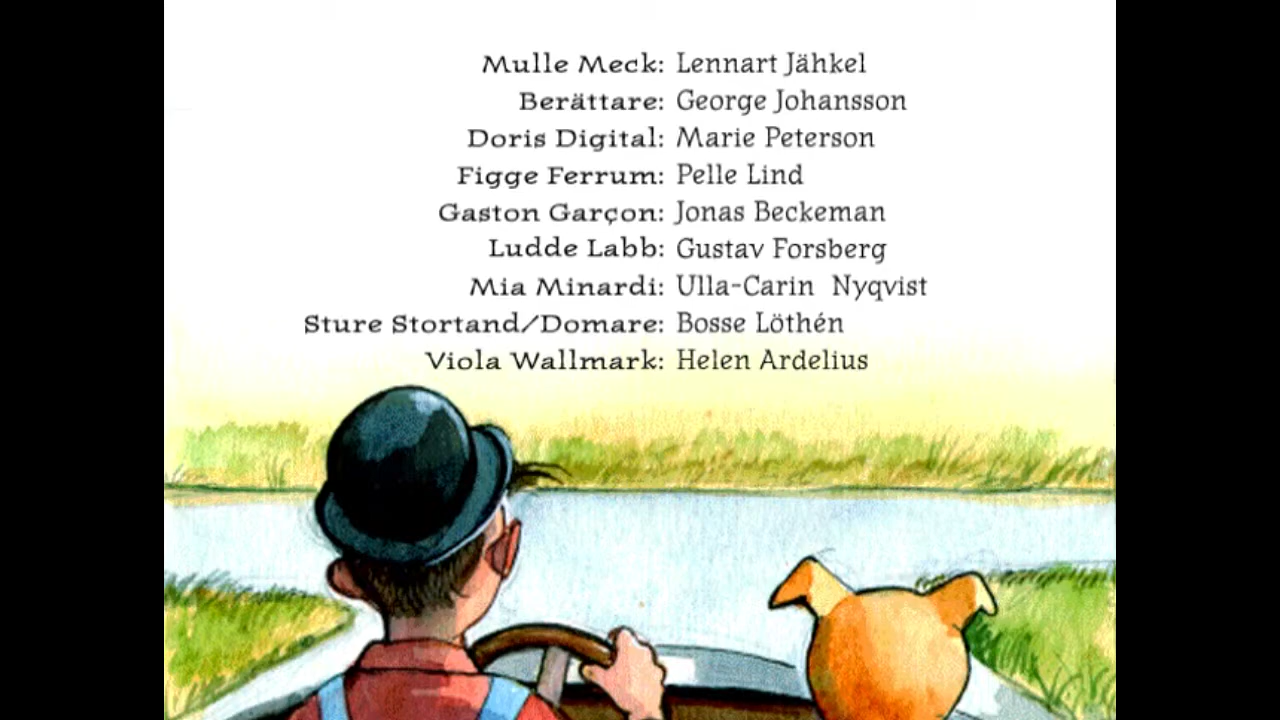 Mulle Meck: Lennart Jähkel
Berättare: George Johansson
Doris Digital: Marie Peterson
Figge Ferrum: Pelle Lind
Gaston Garçon: Jonas Beckeman
Ludde Labb: Gustav Forsberg
Mia Minardi: Ulla-Carin Nyqvist
Sture Stortand/Domare: Bosse Löthén
Viola Wallmark: Helen Ardelius